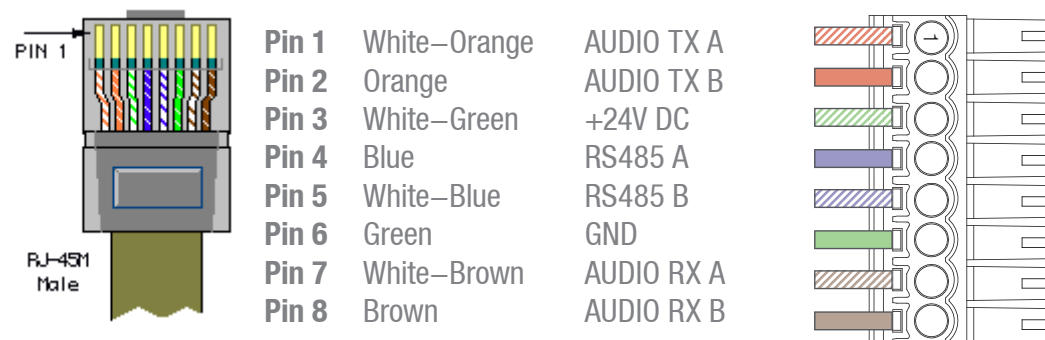 PIN 1
RJ-45M
Male
Pin 1 White–Orange AUDIO TX A
Pin 2 Orange AUDIO TX B
Pin 3 White–Green +24V DC
Pin 4 Blue RS485 A
Pin 5 White–Blue RS485 B
Pin 6 Green GND
Pin 7 White–Brown AUDIO RX A
Pin 8 Brown AUDIO RX B
1